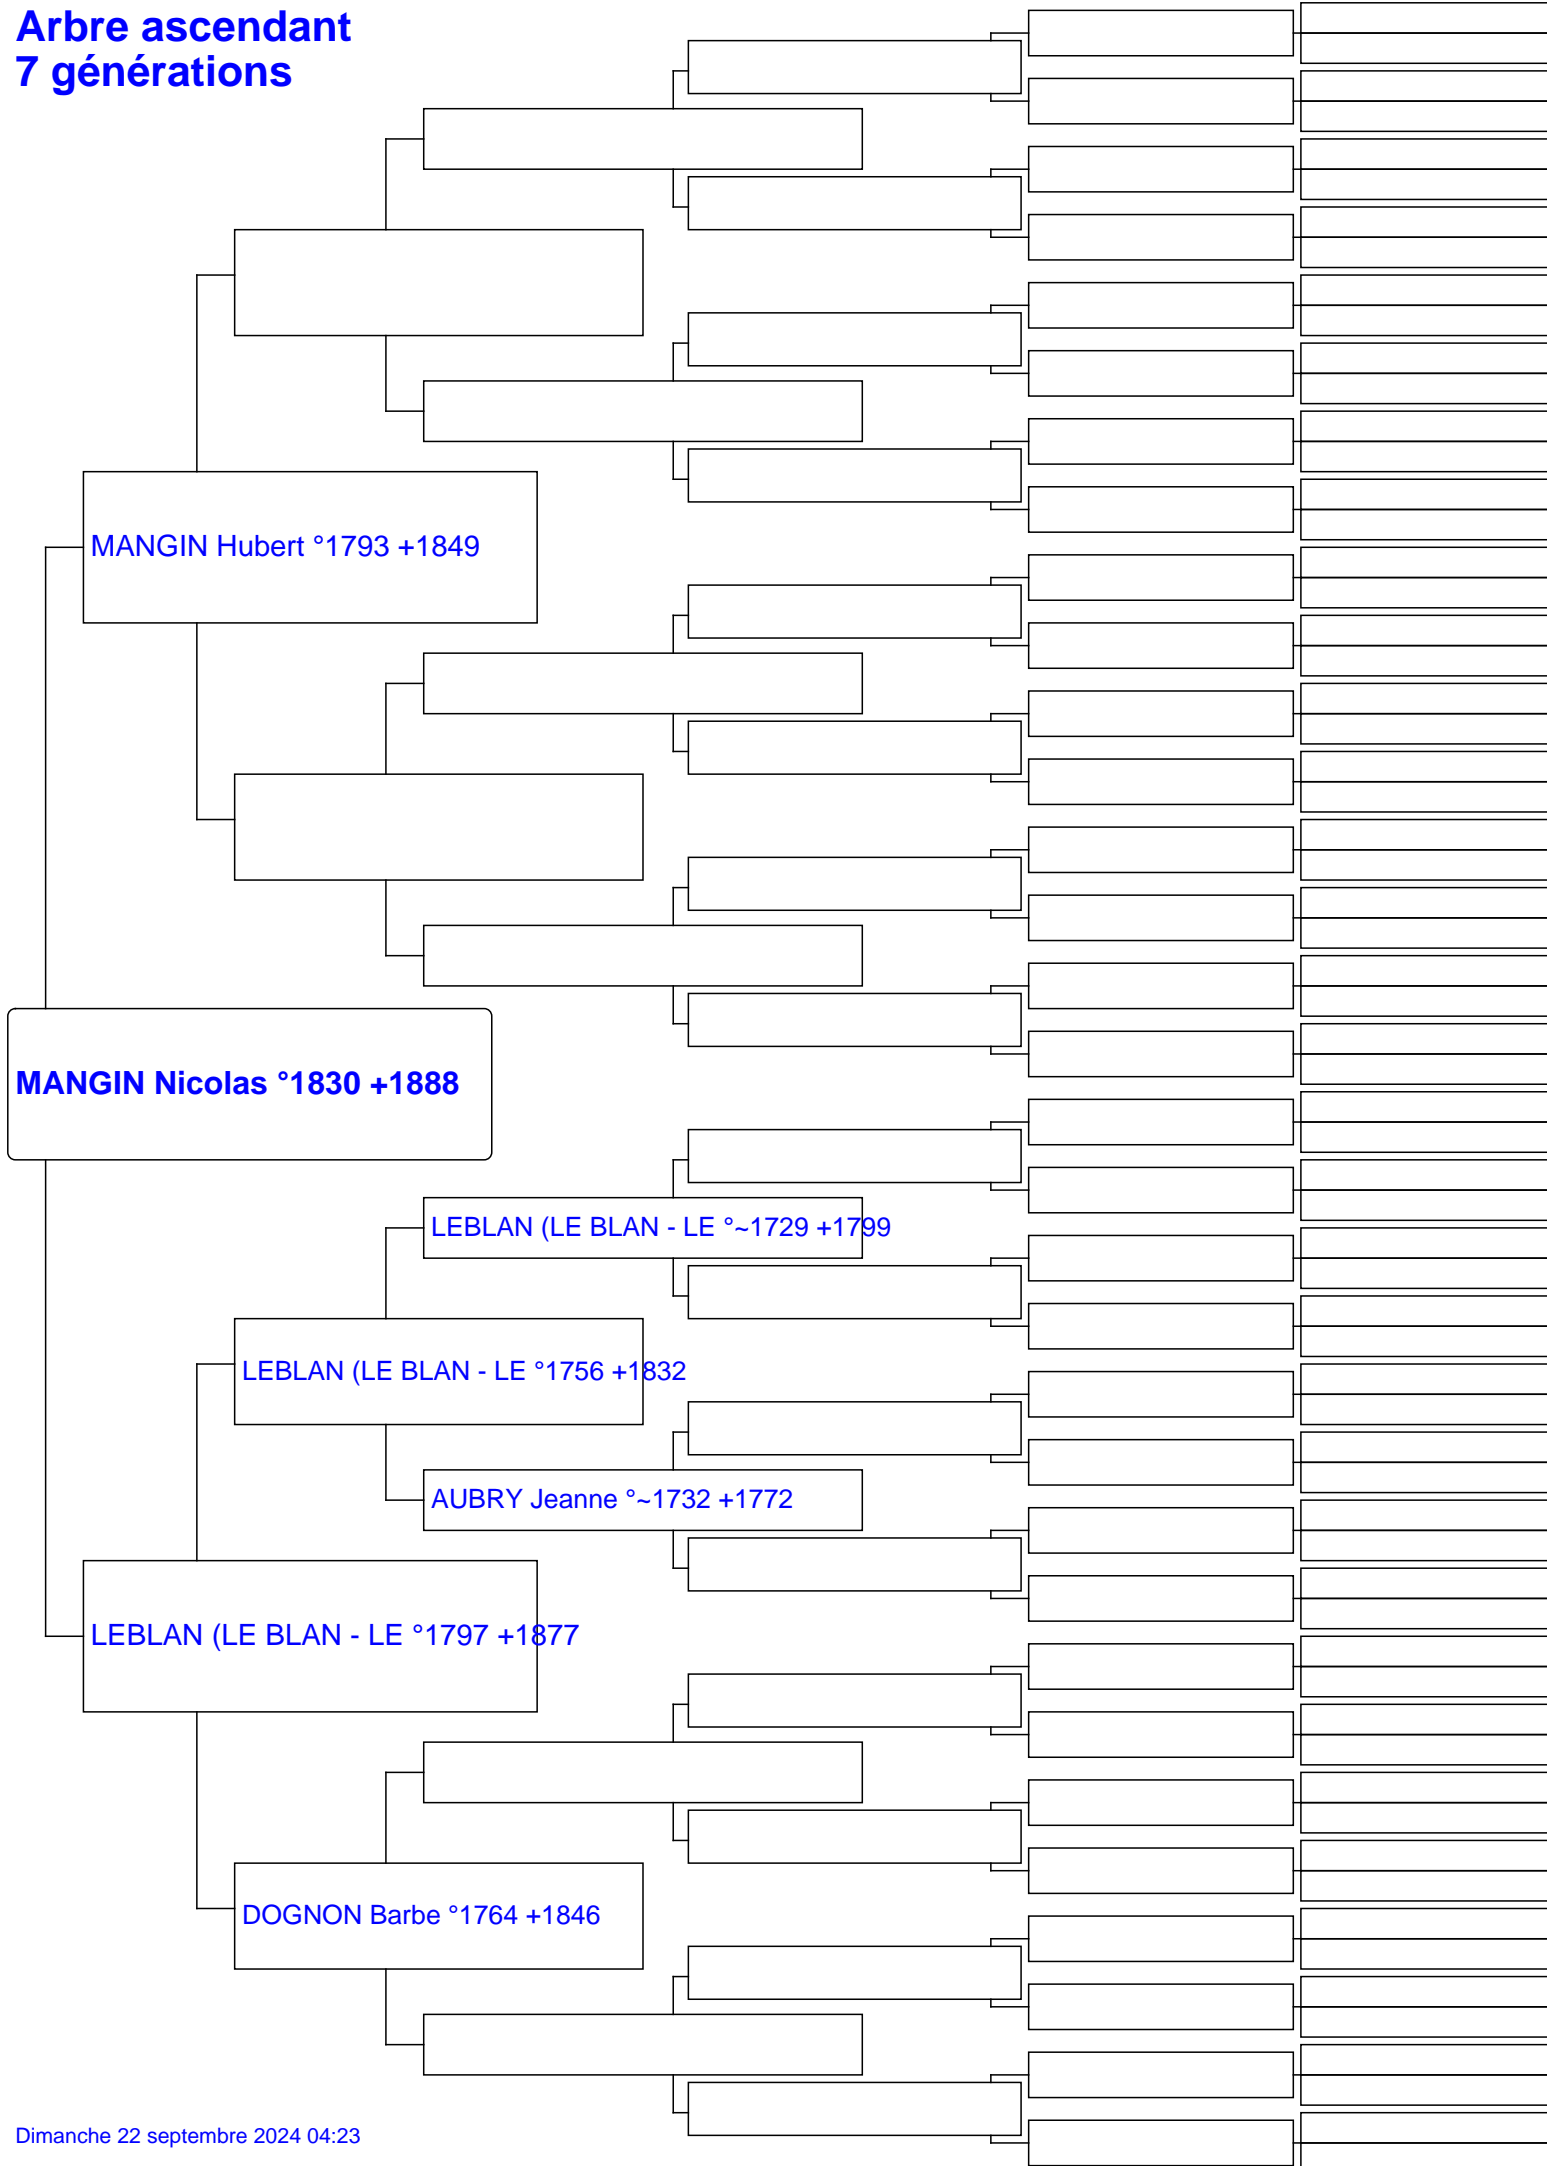 Arbre ascendant
7 générations
MANGIN Hubert °1793 +1849
MANGIN Nicolas °1830 +1888
LEBLAN (LE BLAN - LE °~1729 +1799
LEBLAN (LE BLAN - LE °1756 +1832
AUBRY Jeanne °~1732 +1772
LEBLAN (LE BLAN - LE °1797 +1877
DOGNON Barbe °1764 +1846
Dimanche 22 septembre 2024 04:23